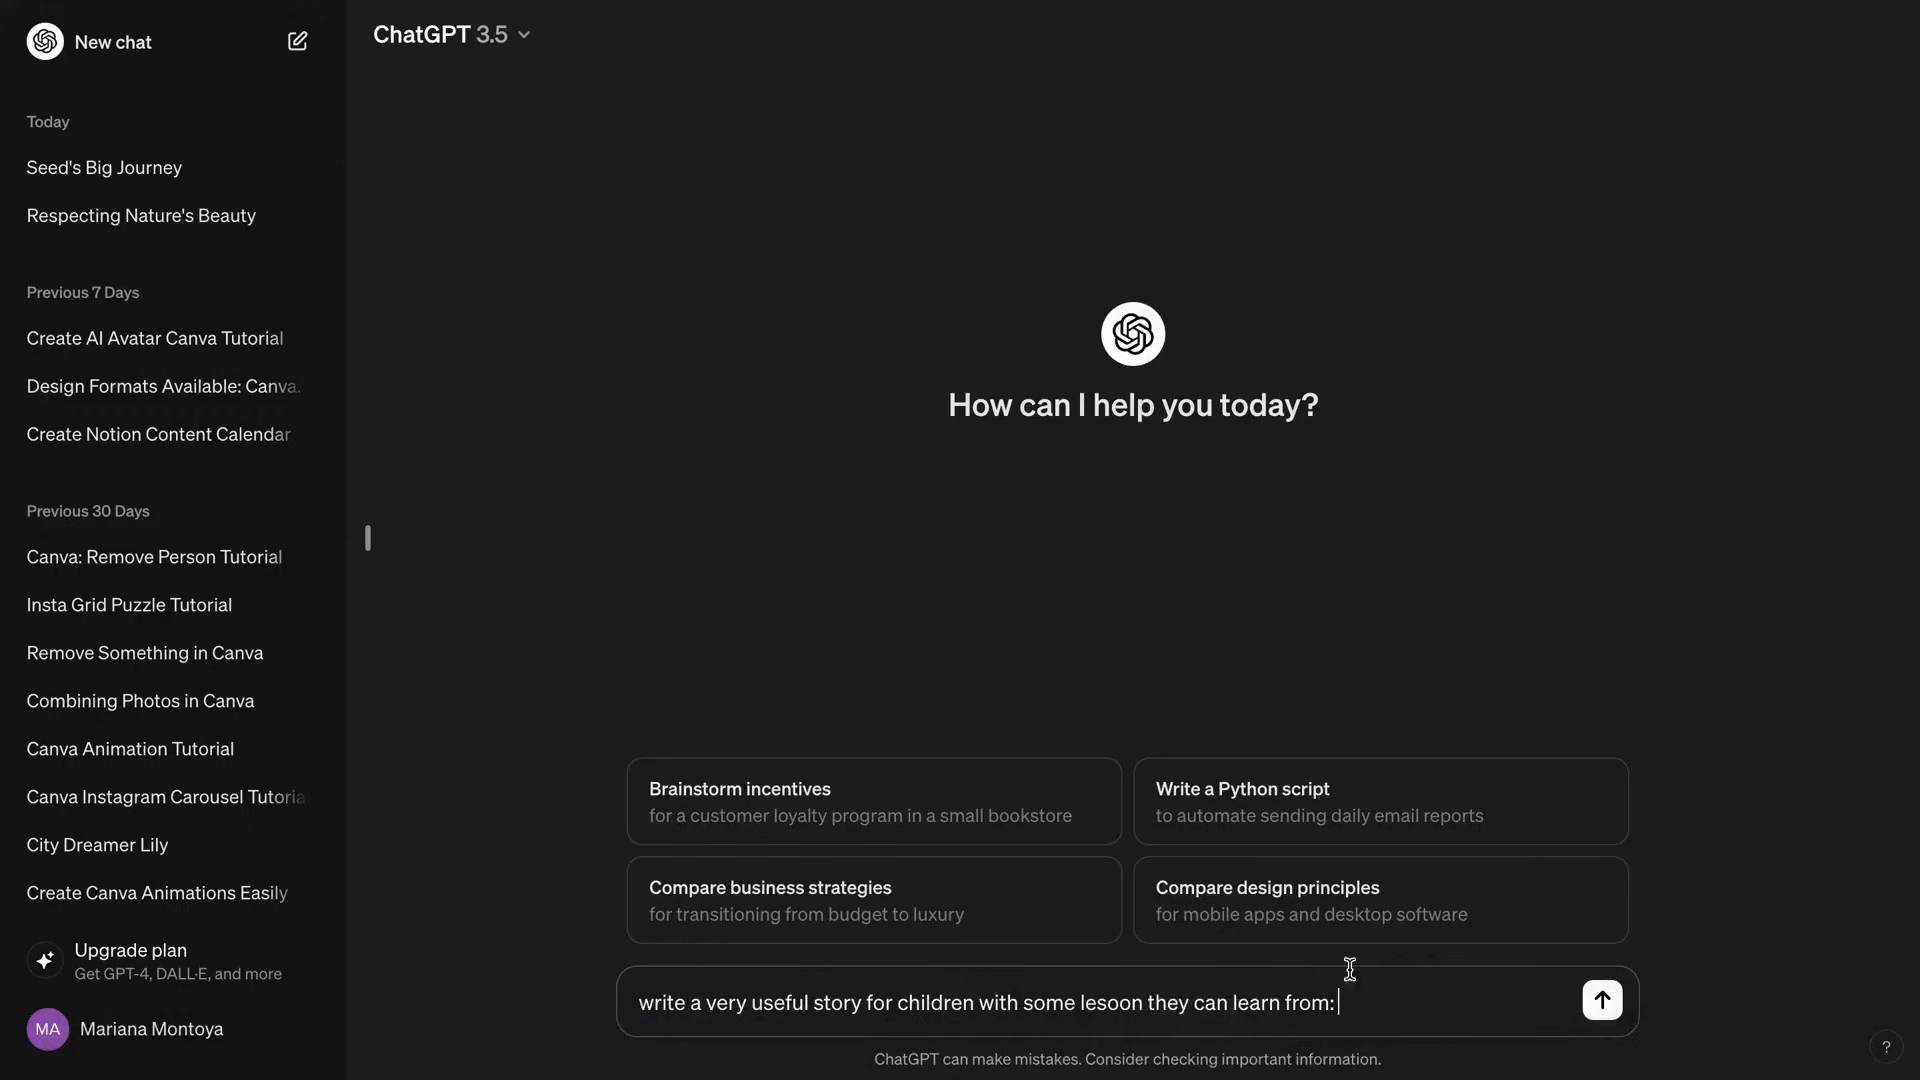 New chat
Today
Seed's Big Journey
Respecting Nature's Beauty
Previous 7 Days
Create AI Avatar Canva Tutorial
Design Formats Available: Canva.
Create Notion Content Calendar
Previous 30 Days
Canva: Remove Person Tutorial
Insta Grid Puzzle Tutorial
Remove Something in Canva
Combining Photos in Canva
Canva Animation Tutorial
Canva Instagram Carousel Tutoria
City Dreamer Lily
Create Canva Animations Easily
Upgrade plan
Get GPT-4, DALL·E, and more
MA Mariana Montoya
ChatGPT 3.5
How can I help you today?
Brainstorm incentives
for a customer loyalty program in a small bookstore
Write a Python script
to automate sending daily email reports
Compare business strategies
for transitioning from budget to luxury
Compare design principles
for mobile apps and desktop software
write a very useful story for children with some lesoon they can learn from:
ChatGPT can make mistakes. Consider checking important information.
?